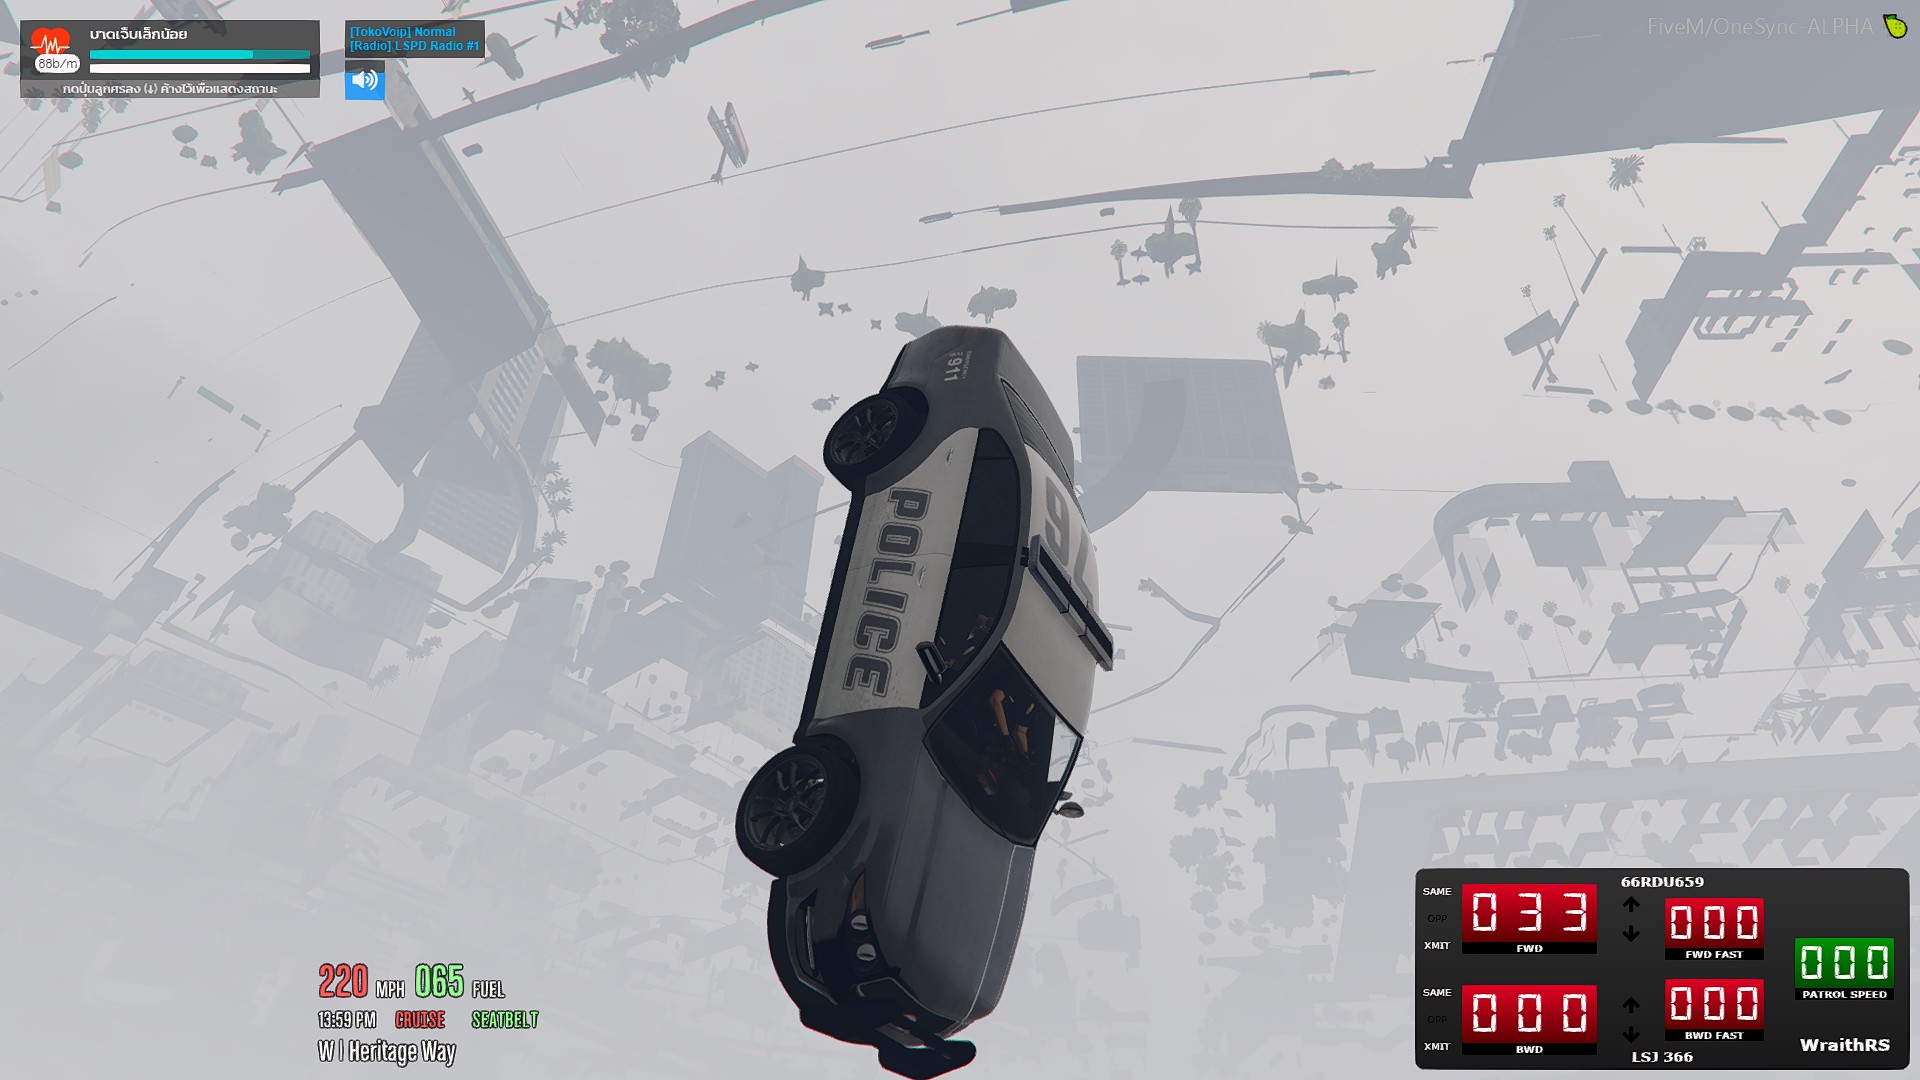 บาดเจ็บเล็กน้อย
88b/m
กดปุ่มลูกศรลง (↓) ค้างไว้เพื่อแสดงสถานะ
[TokoVoip] Normal
[Radio] LSPD Radio #1
FiveM/OneSync-ALPHA
911
POLICE
220 MPH 065 FUEL
13:59 PM CRUISE SEATBELT
W | Heritage Way
66RDU659
SAME
OPP
XMIT
033
FWD
000
FWD FAST
000
PATROL SPEED
SAME
OPP
XMIT
000
BWD
000
BWD FAST
LSJ 366
WraithRS